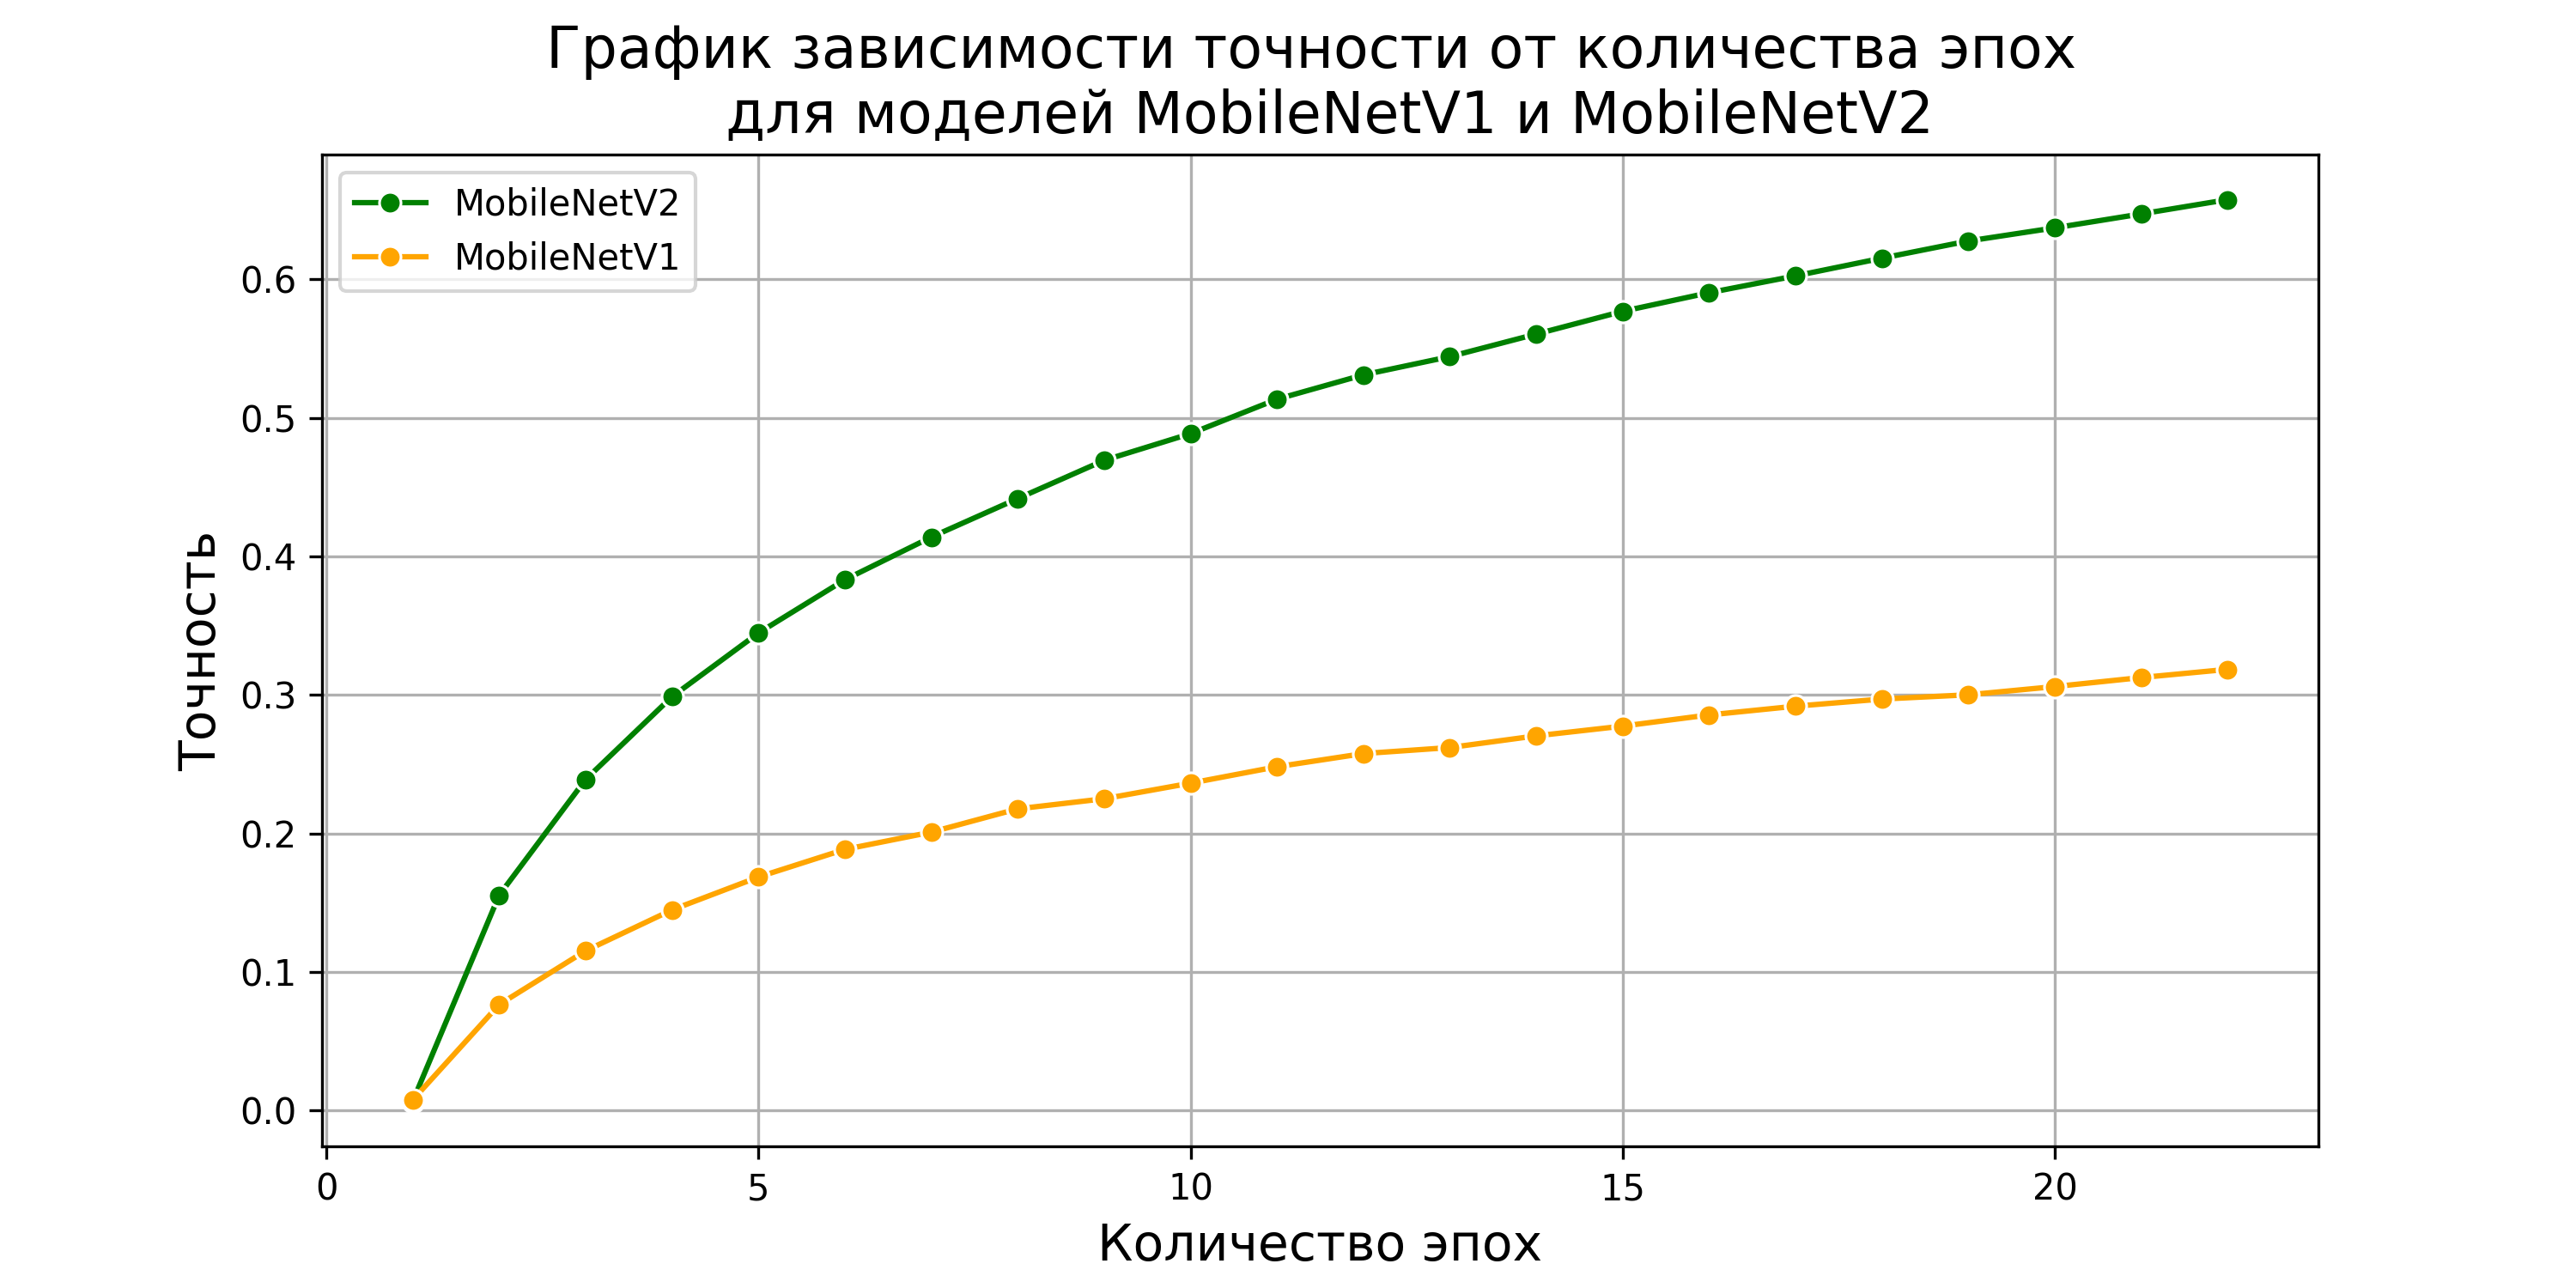 График зависимости точности от количества эпох
для моделей MobileNetV1 и MobileNetV2
MobileNetV2
MobileNetV1
0.6
0.5
0.4
0.3
0.2
0.1
0.0
Точность
0 5 10 15 20
Количество эпох